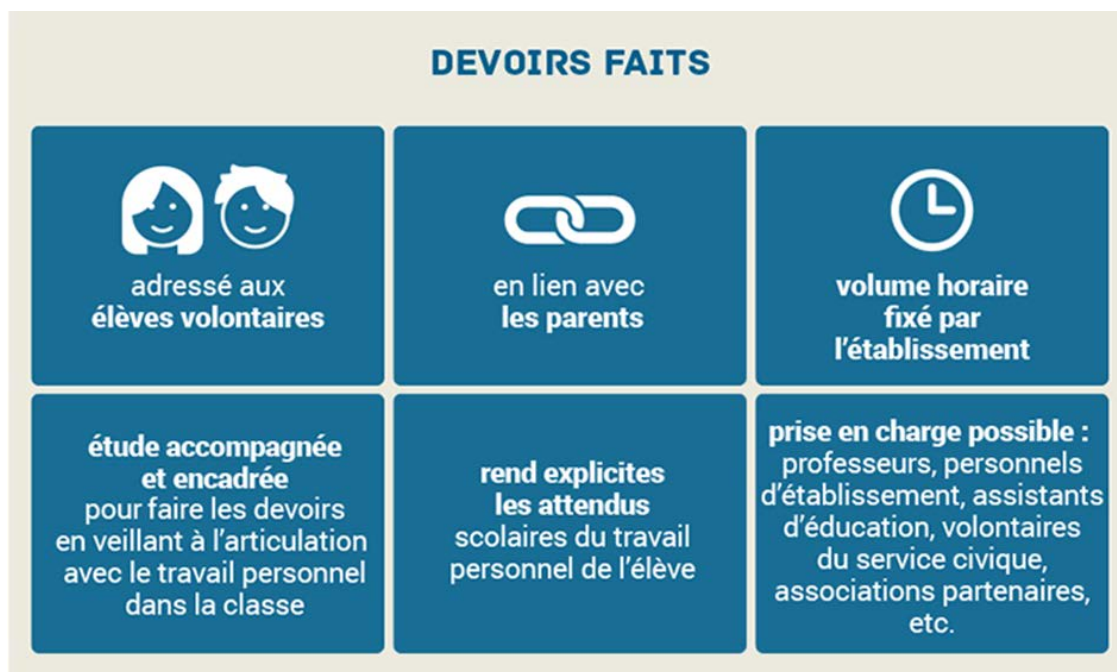 DEVOIRS FAITS
adressé aux
élèves volontaires
en lien avec
les parents
volume horaire
fixé par
l'établissement
étude accompagnée
et encadrée
pour faire les devoirs
en veillant à l'articulation
avec le travail personnel
dans la classe
rend explicites
les attendus
scolaires du travail
personnel de l'élève
prise en charge possible :
professeurs, personnels
d'établissement, assistants
d'éducation, volontaires
du service civique,
associations partenaires,
etc.